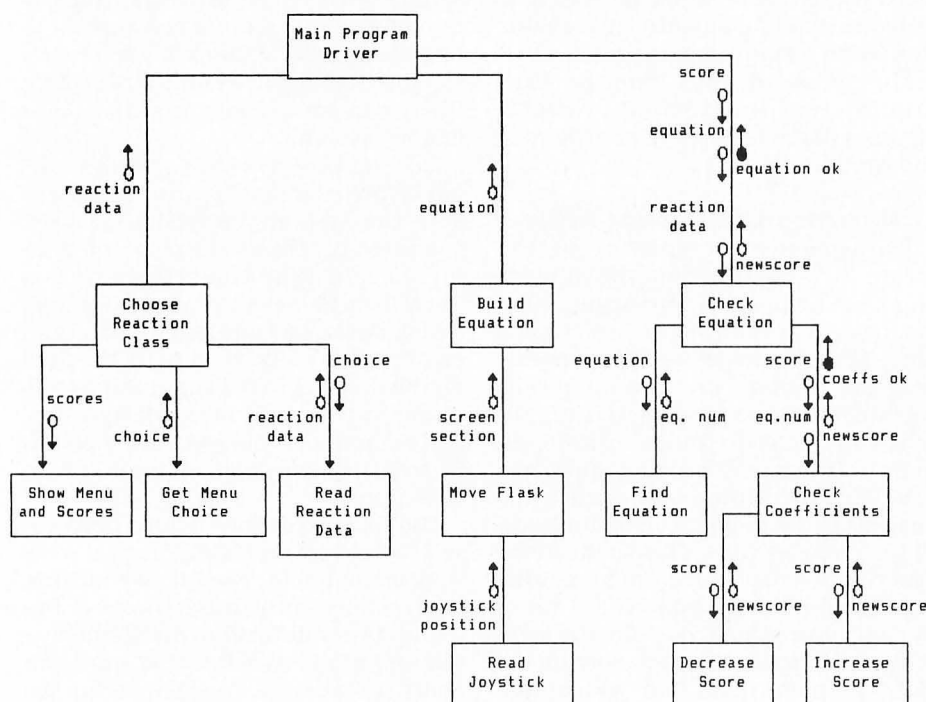 Main Program
Driver
score
equation
equation ok
reaction
data
equation
reaction
data
newscore
Choose
Reaction
Class
Build
Equation
Check
Equation
scores
choice
choice
reaction
data
screen
section
equation
eq. num
score
coeffs ok
eq.num
newscore
Show Menu
and Scores
Get Menu
Choice
Read
Reaction
Data
Move Flask
Find
Equation
Check
Coefficients
joystick
position
score
newscore
score
newscore
Read
Joystick
Decrease
Score
Increase
Score